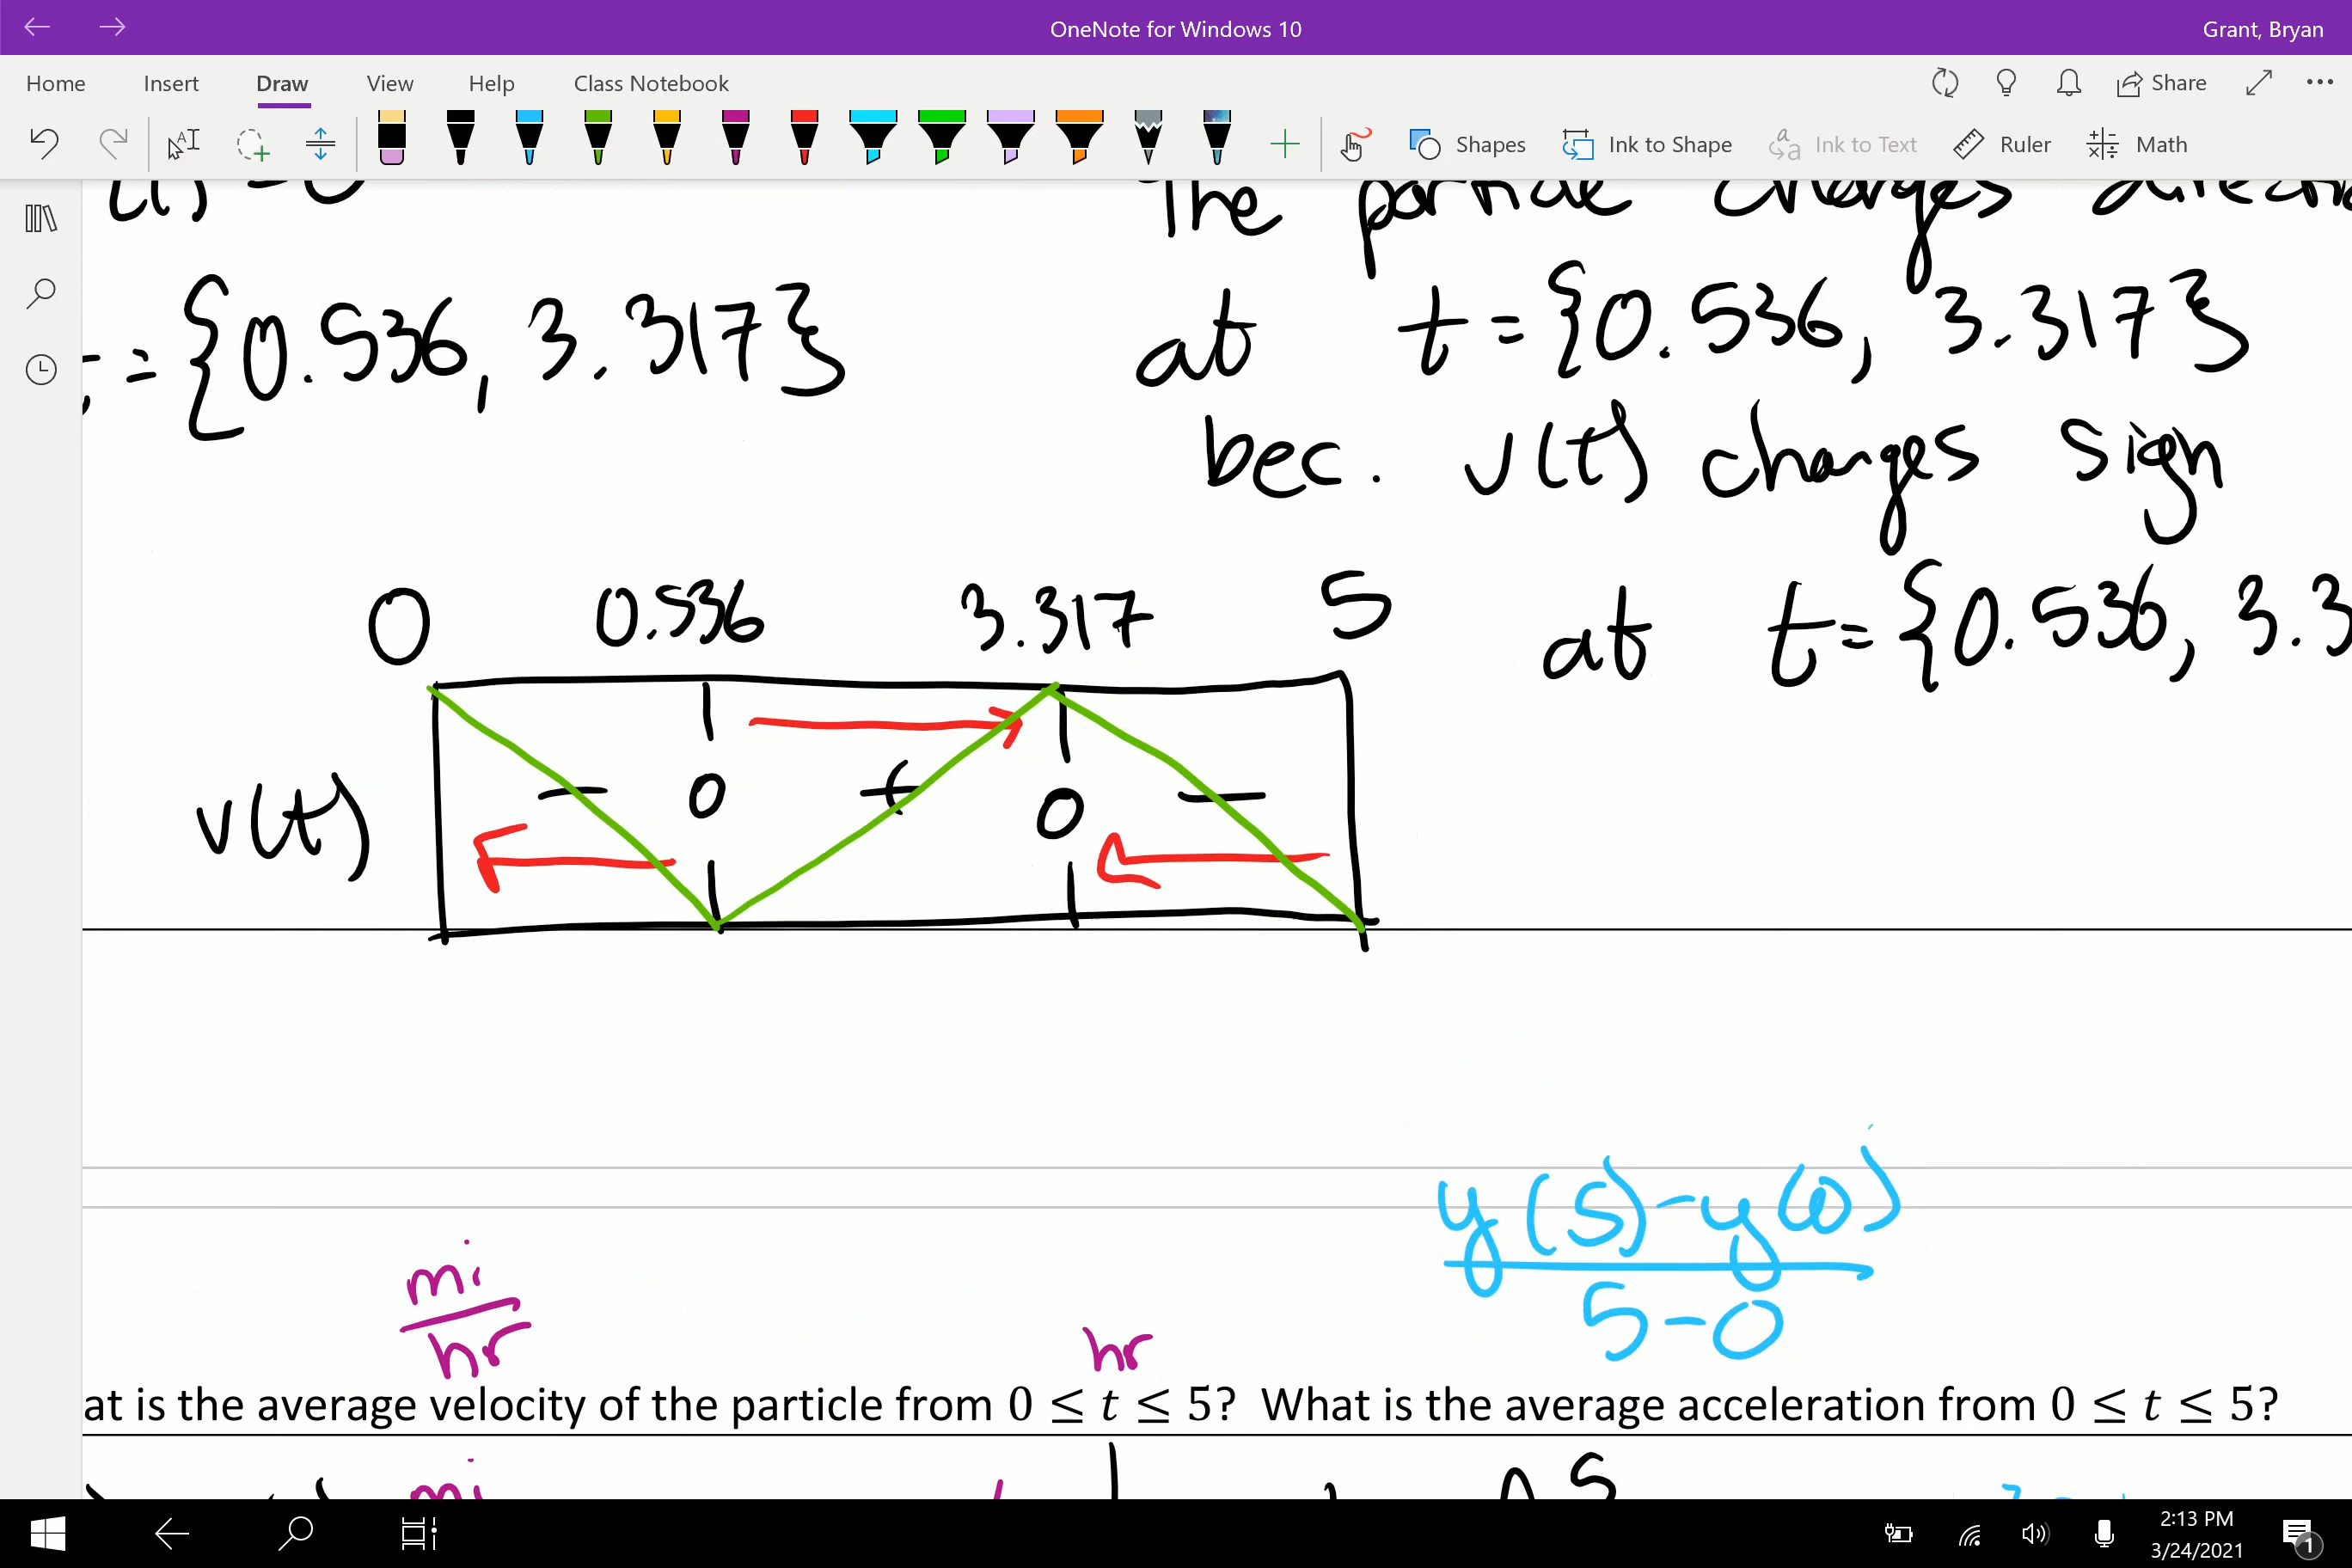 OneNote for Windows 10
Grant, Bryan
Home Insert Draw View Help Class Notebook
Share
Shapes Ink to Shape Ink to Text Ruler Math
The particle changes
= {0.536, 3.317}
at t = {0.536, 3.317}
bec. v(t) changes sign
0 0.536 3.317 5
at t = {0.536, 3.3
v(t) − 0 + 0 −
y(5) − y(0)
5 − 0
mi
hr
hr
at is the average velocity of the particle from 0 ≤ t ≤ 5? What is the average acceleration from 0 ≤ t ≤ 5?
mi
2:13 PM
3/24/2021
1